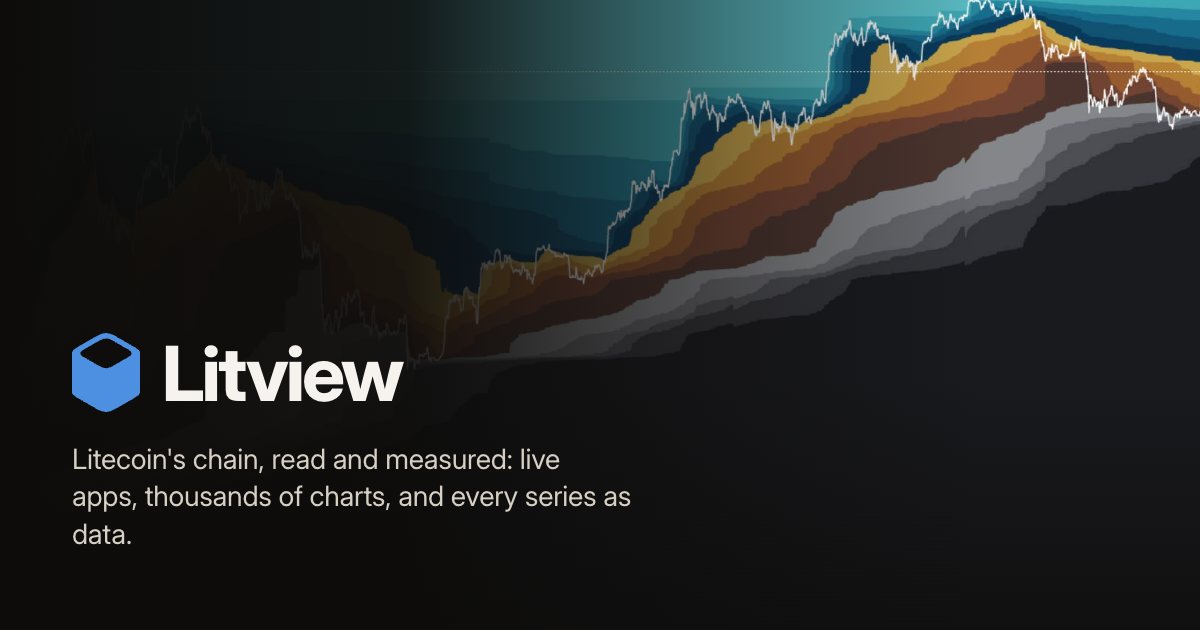 Litview
Litecoin's chain, read and measured: live
apps, thousands of charts, and every series as
data.